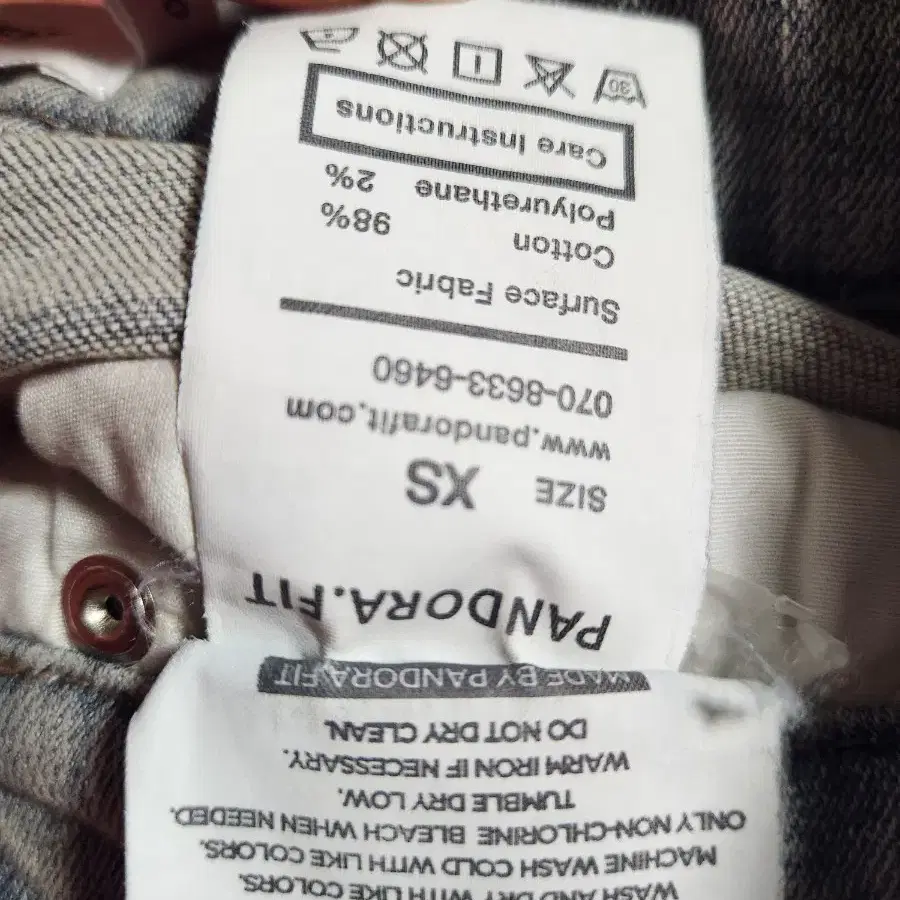 PANDORA.FIT
SIZE XS
www.pandorafit.com
070-8633-6460
Surface Fabric
Cotton 98%
Polyurethane 2%
Care Instructions
30
WASH AND DRY WITH LIKE COLORS.
MACHINE WASH COLD WITH LIKE COLORS.
ONLY NON-CHLORINE BLEACH WHEN NEEDED.
TUMBLE DRY LOW.
WARM IRON IF NECESSARY.
DO NOT DRY CLEAN.
MADE BY PANDORA.FIT